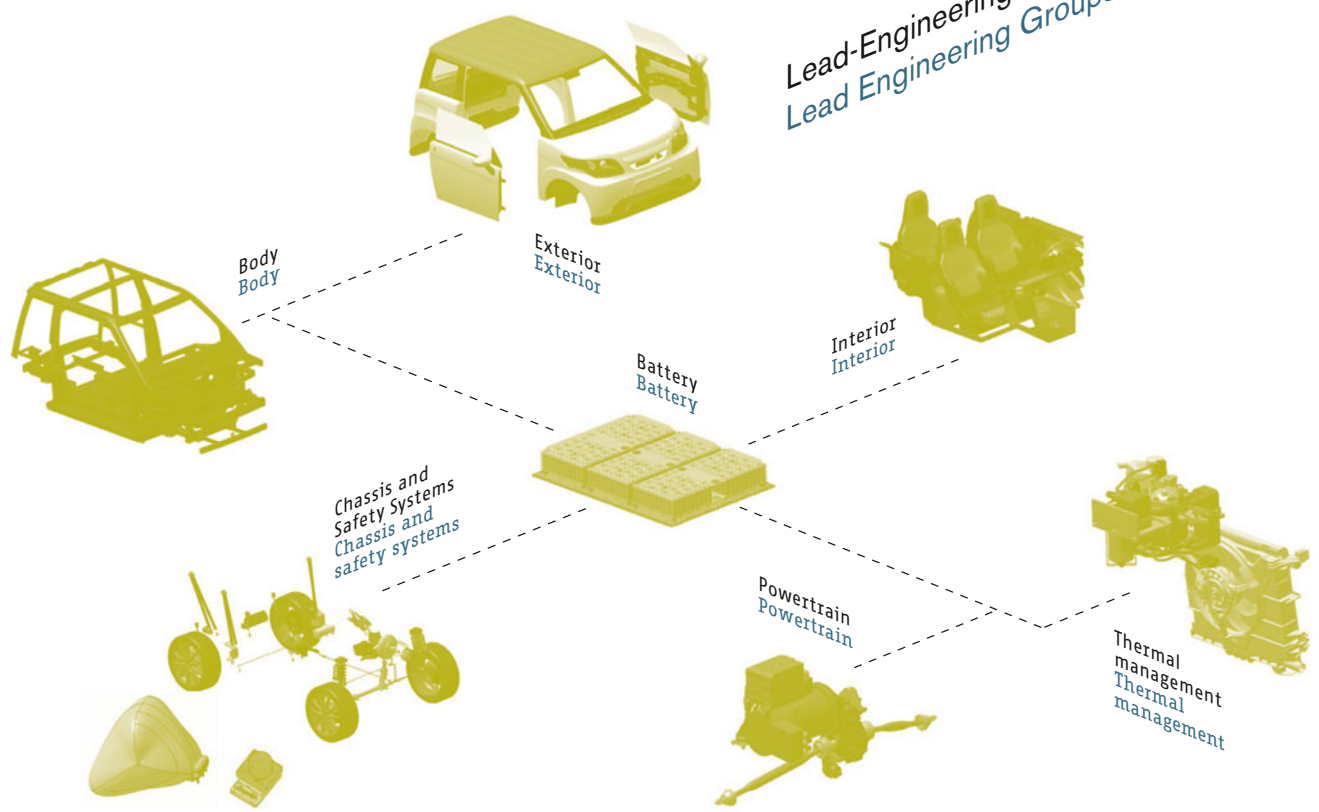 Lead-Engineering
Lead Engineering Groups
Exterior
Exterior
Body
Body
Interior
Interior
Battery
Battery
Chassis and
Safety Systems
Chassis and
safety systems
Powertrain
Powertrain
Thermal
management
Thermal
management